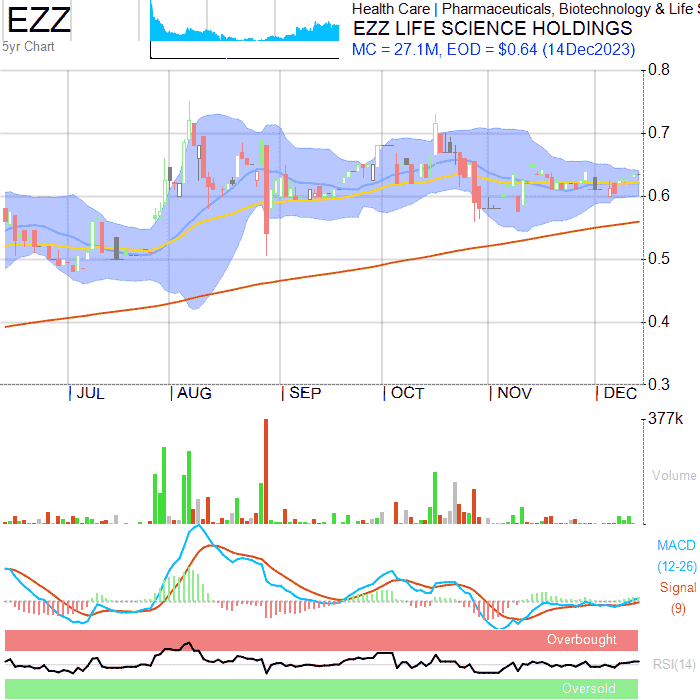 EZZ
5yr Chart
Health Care | Pharmaceuticals, Biotechnology & Life S
EZZ LIFE SCIENCE HOLDINGS
MC = 27.1M, EOD = $0.64 (14Dec2023)
0.8
0.7
0.6
0.5
0.4
0.3
JUL AUG SEP OCT NOV DEC
377k
Volume
MACD
(12-26)
Signal
(9)
Overbought
RSI(14)
Oversold